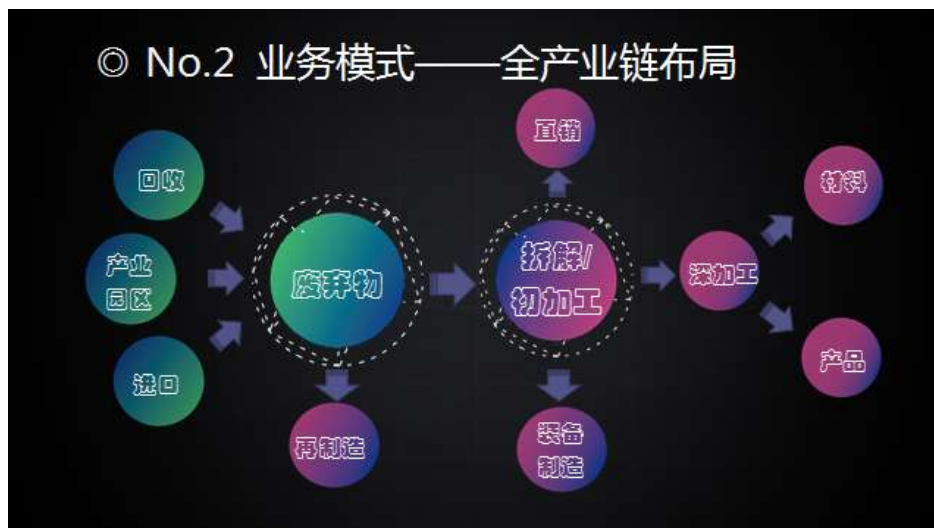 ◎ No.2 业务模式——全产业链布局
回收
产业
园区
进口
废弃物
再制造
直销
拆解/
初加工
装备
制造
深加工
材料
产品